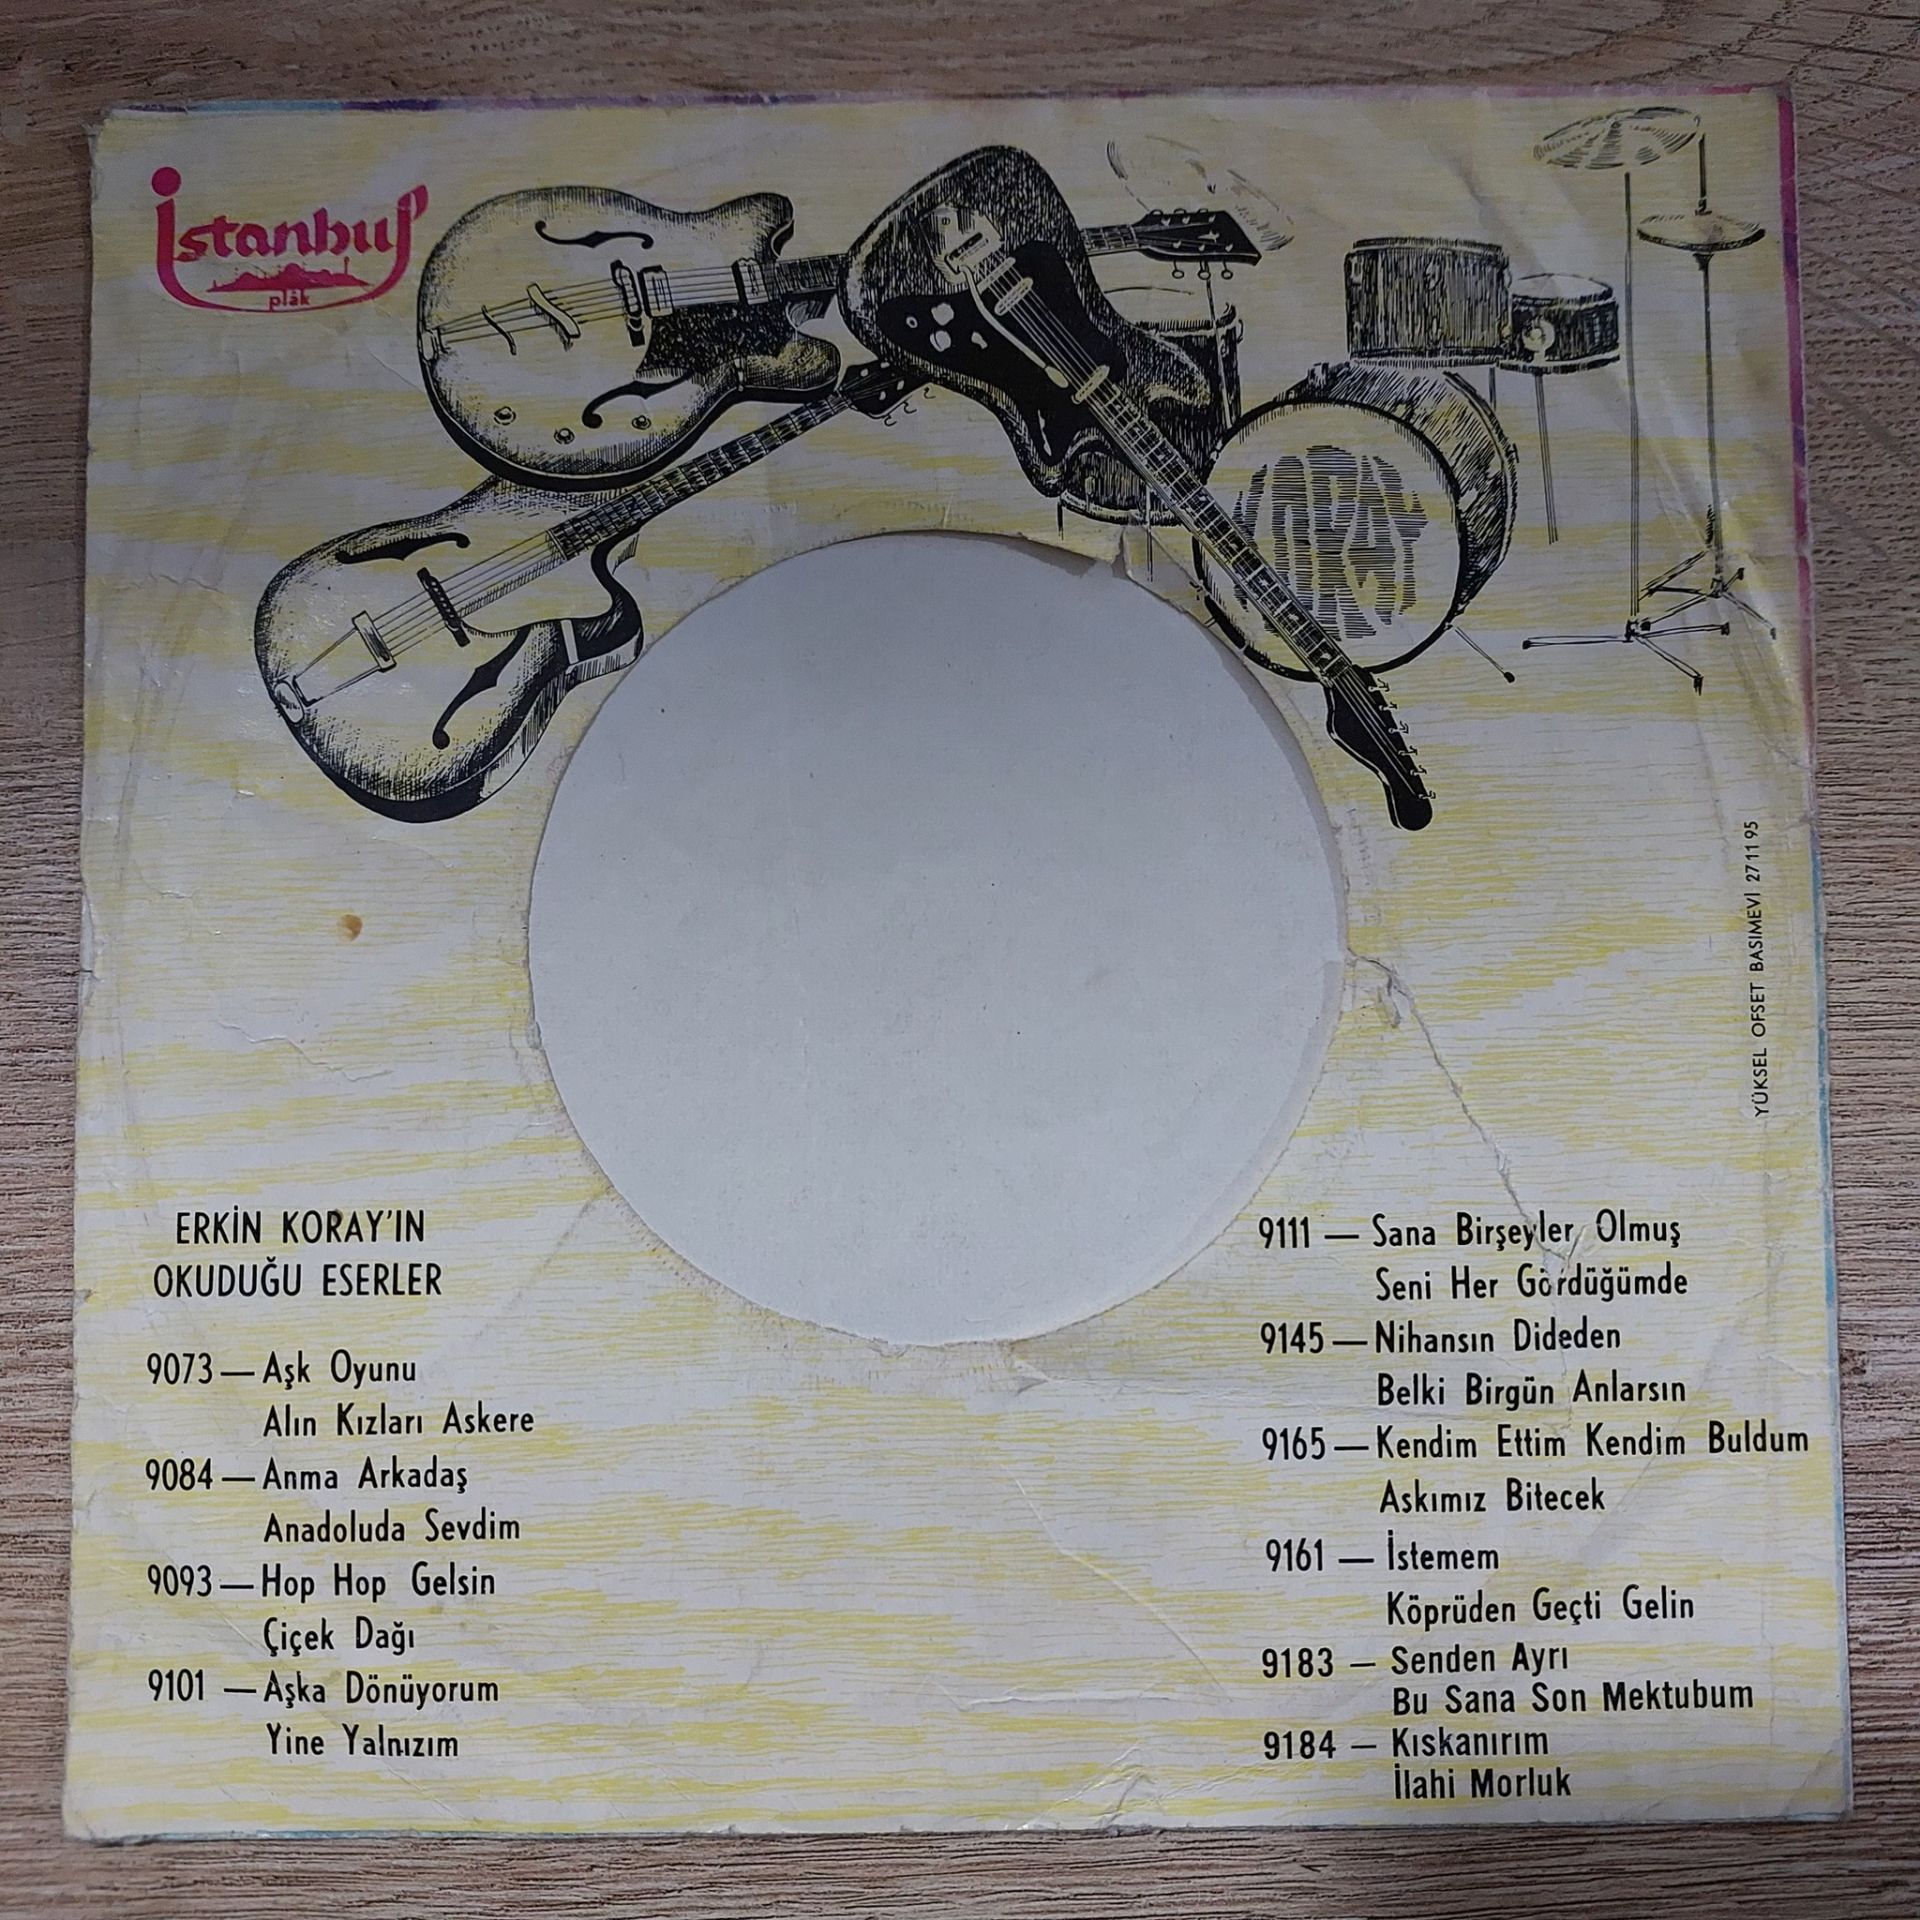 İstanbul
plâk
KORAY
YÜKSEL OFSET BASIMEVİ 27 11 95
ERKİN KORAY'IN
OKUDUĞU ESERLER
9073 — Aşk Oyunu
Alın Kızları Askere
9084 — Anma Arkadaş
Anadoluda Sevdim
9093 — Hop Hop Gelsin
Çiçek Dağı
9101 — Aşka Dönüyorum
Yine Yalnızım
9111 — Sana Birşeyler Olmuş
Seni Her Gördüğümde
9145 — Nihansın Dideden
Belki Birgün Anlarsın
9165 — Kendim Ettim Kendim Buldum
Askımız Bitecek
9161 — İstemem
Köprüden Geçti Gelin
9183 — Senden Ayrı
Bu Sana Son Mektubum
9184 — Kıskanırım
İlahi Morluk